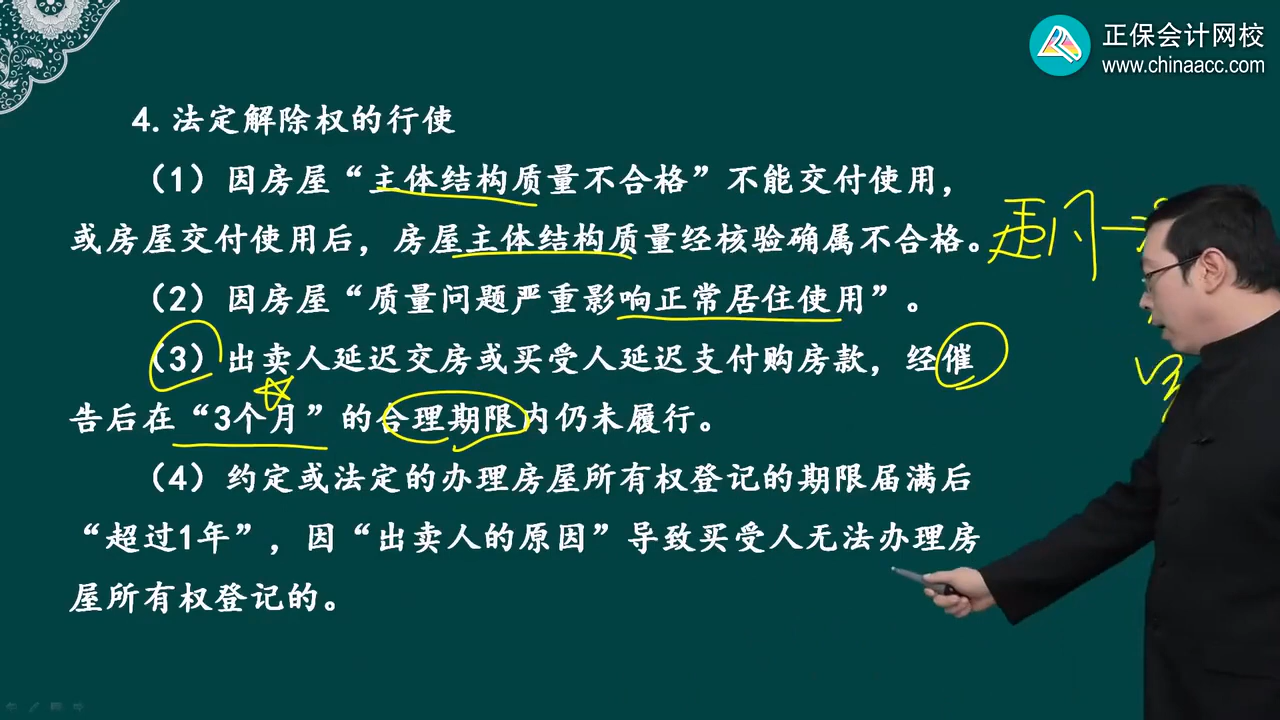 正保会计网校
www.chinaacc.com
4.法定解除权的行使
（1）因房屋“主体结构质量不合格”不能交付使用，
或房屋交付使用后，房屋主体结构质量经核验确属不合格。
（2）因房屋“质量问题严重影响正常居住使用”。
（3）出卖人延迟交房或买受人延迟支付购房款，经催
告后在“3个月”的合理期限内仍未履行。
（4）约定或法定的办理房屋所有权登记的期限届满后
“超过1年”，因“出卖人的原因”导致买受人无法办理房
屋所有权登记的。